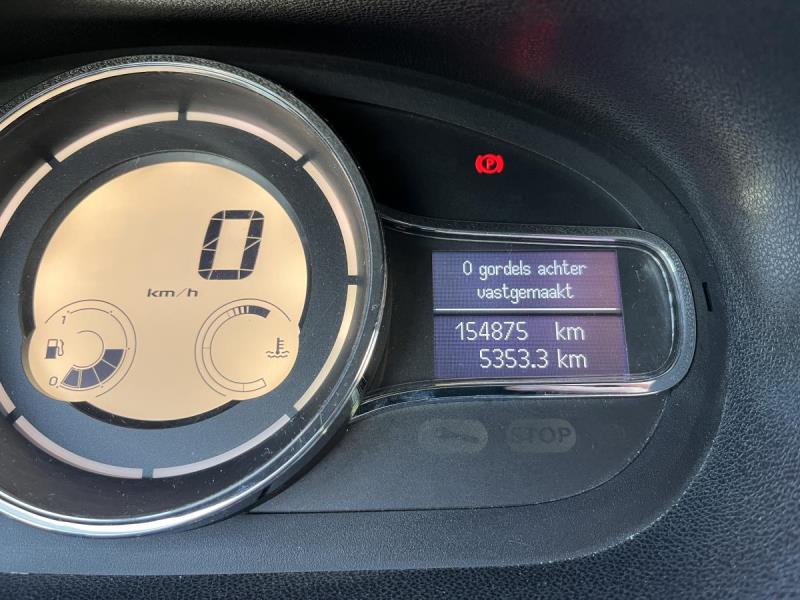 P
0
km/h
1
0
0 gordels achter
vastgemaakt
154875 km
5353.3 km
STOP